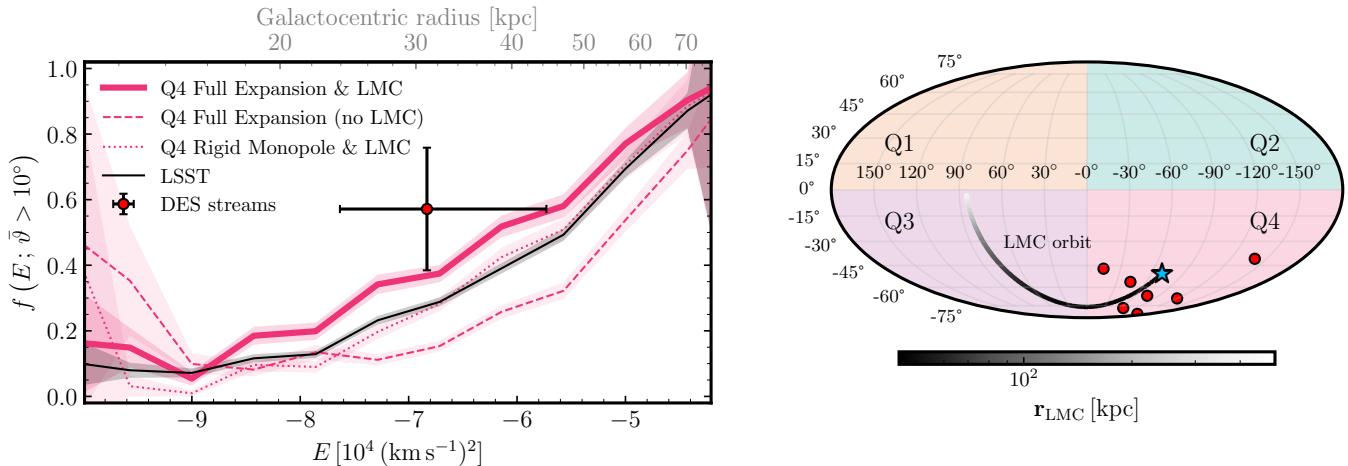 Galactocentric radius [kpc]
20 30 40 50 60 70
1.0
0.8
0.6
0.4
0.2
0.0
f (E ; ϑ̄ > 10°)
Q4 Full Expansion & LMC
Q4 Full Expansion (no LMC)
Q4 Rigid Monopole & LMC
LSST
DES streams
−9 −8 −7 −6 −5
E [10⁴ (km s⁻¹)²]
75°
60°
45°
30°
15°
0°
-15°
-30°
-45°
-60°
-75°
Q1 Q2
150° 120° 90° 60° 30° -0° -30° -60° -90° -120° -150°
Q3 Q4
LMC orbit
10²
r_LMC [kpc]